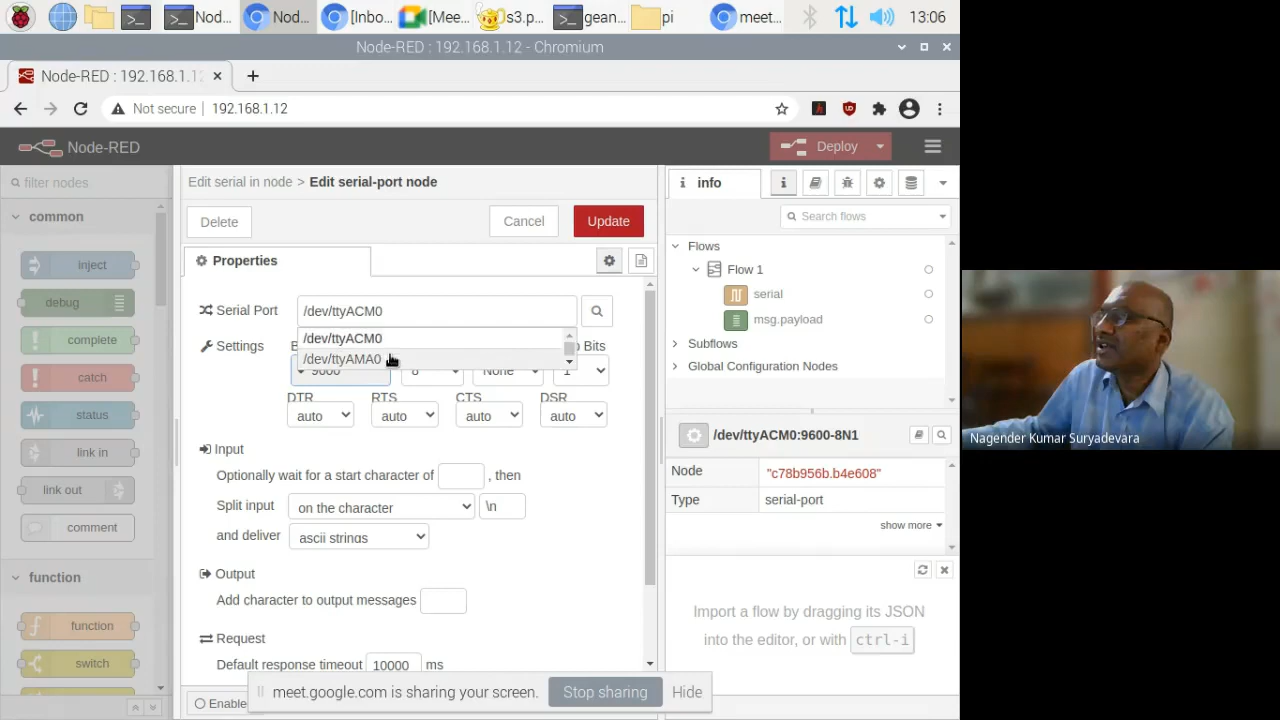 Nod...
Nod...
[Inbo...
[Mee...
s3.p...
gean...
pi
meet...
13:06
Node-RED : 192.168.1.12 - Chromium
Node-RED : 192.168.1.12
Not secure
192.168.1.12
Node-RED
Deploy
filter nodes
common
inject
debug
complete
catch
status
link in
link out
comment
function
function
switch
Edit serial in node > Edit serial-port node
Delete
Cancel
Update
Properties
Serial Port
/dev/ttyACM0
/dev/ttyACM0
/dev/ttyAMA0
Settings
Bits
9600
8
None
1
DTR
RTS
CTS
DSR
auto
auto
auto
auto
Input
Optionally wait for a start character of , then
Split input
on the character
\n
and deliver
ascii strings
Output
Add character to output messages
Request
Default response timeout 10000 ms
Enable
meet.google.com is sharing your screen.
Stop sharing
Hide
i info
Search flows
Flows
Flow 1
serial
msg.payload
Subflows
Global Configuration Nodes
/dev/ttyACM0:9600-8N1
Node
"c78b956b.b4e608"
Type
serial-port
show more
Import a flow by dragging its JSON
into the editor, or with ctrl-i
Nagender Kumar Suryadevara